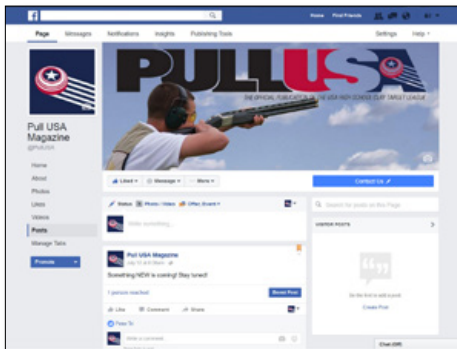 Home Find Friends
Page Messages Notifications Insights Publishing Tools Settings Help
PULLUSA
THE OFFICIAL PUBLICATION OF THE USA HIGH SCHOOL CLAY TARGET LEAGUE
Pull USA
Magazine
@PullUSA
Liked Message More Contact Us
Home
About
Photos
Likes
Videos
Posts
Manage Tabs
Promote
Status Photo / Video Offer, Event +
Write something...
Search for posts on this Page
VISITOR POSTS
Pull USA Magazine
Something NEW is coming! Stay tuned!
1 person reached Boost Post
Like Comment Share
Write a comment...
Be the first to add a post.
Create Post
Chat (Off)